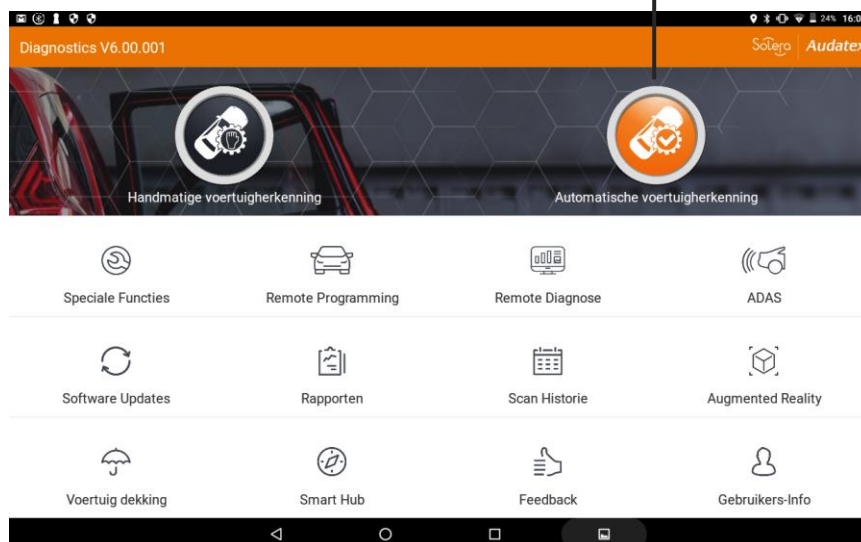 24% 16:0
Diagnostics V6.00.001
Solera Audatex
Handmatige voertuigherkenning
Automatische voertuigherkenning
Speciale Functies
Remote Programming
Remote Diagnose
ADAS
Software Updates
Rapporten
Scan Historie
Augmented Reality
Voertuig dekking
Smart Hub
Feedback
Gebruikers-Info